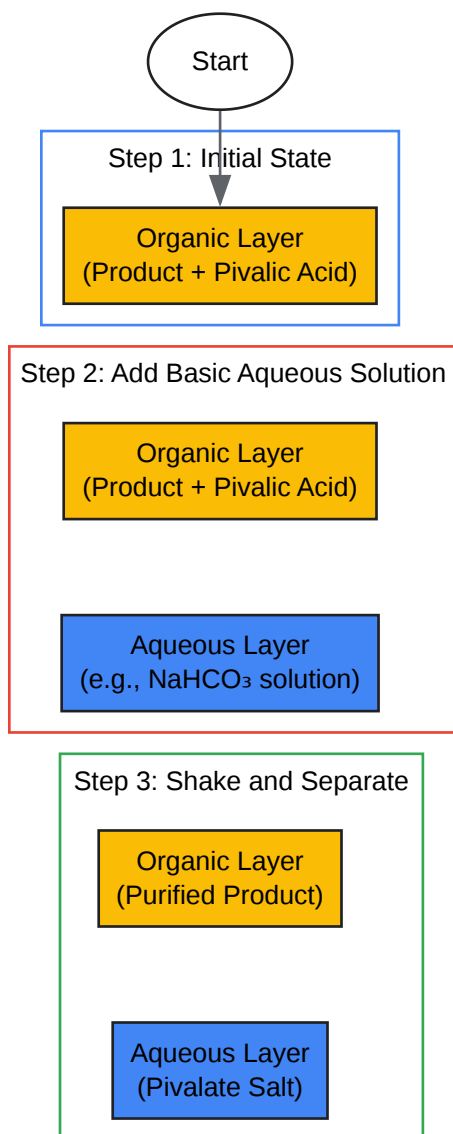 Start
Step 1: Initial State
Organic Layer
(Product + Pivalic Acid)
Step 2: Add Basic Aqueous Solution
Organic Layer
(Product + Pivalic Acid)
Aqueous Layer
(e.g., NaHCO₃ solution)
Step 3: Shake and Separate
Organic Layer
(Purified Product)
Aqueous Layer
(Pivalate Salt)